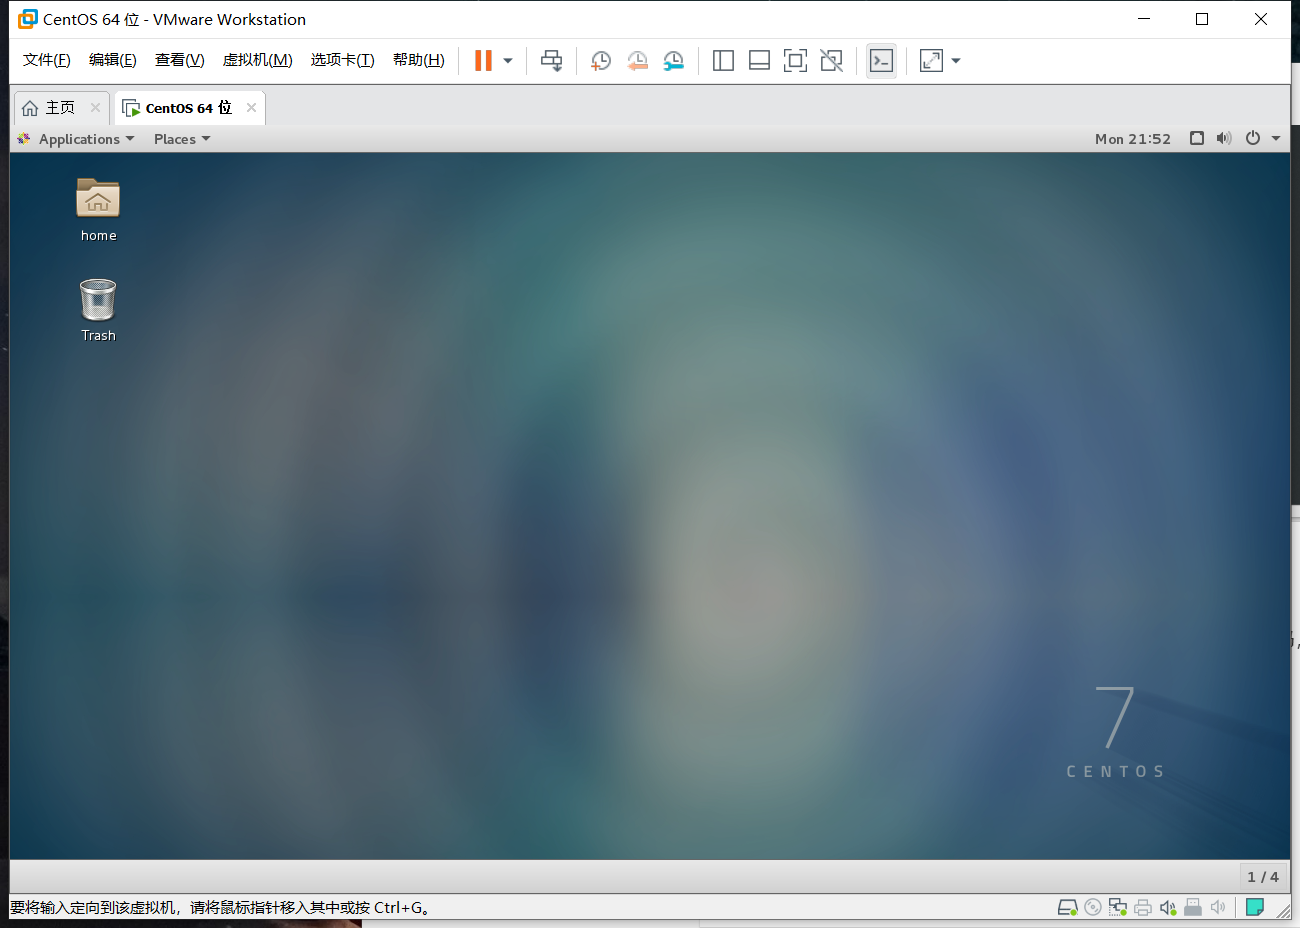 CentOS 64 位 - VMware Workstation
文件(F) 编辑(E) 查看(V) 虚拟机(M) 选项卡(T) 帮助(H)
主页 CentOS 64 位
Applications Places Mon 21:52
home
Trash
7
CENTOS
1 / 4
要将输入定向到该虚拟机，请将鼠标指针移入其中或按 Ctrl+G。